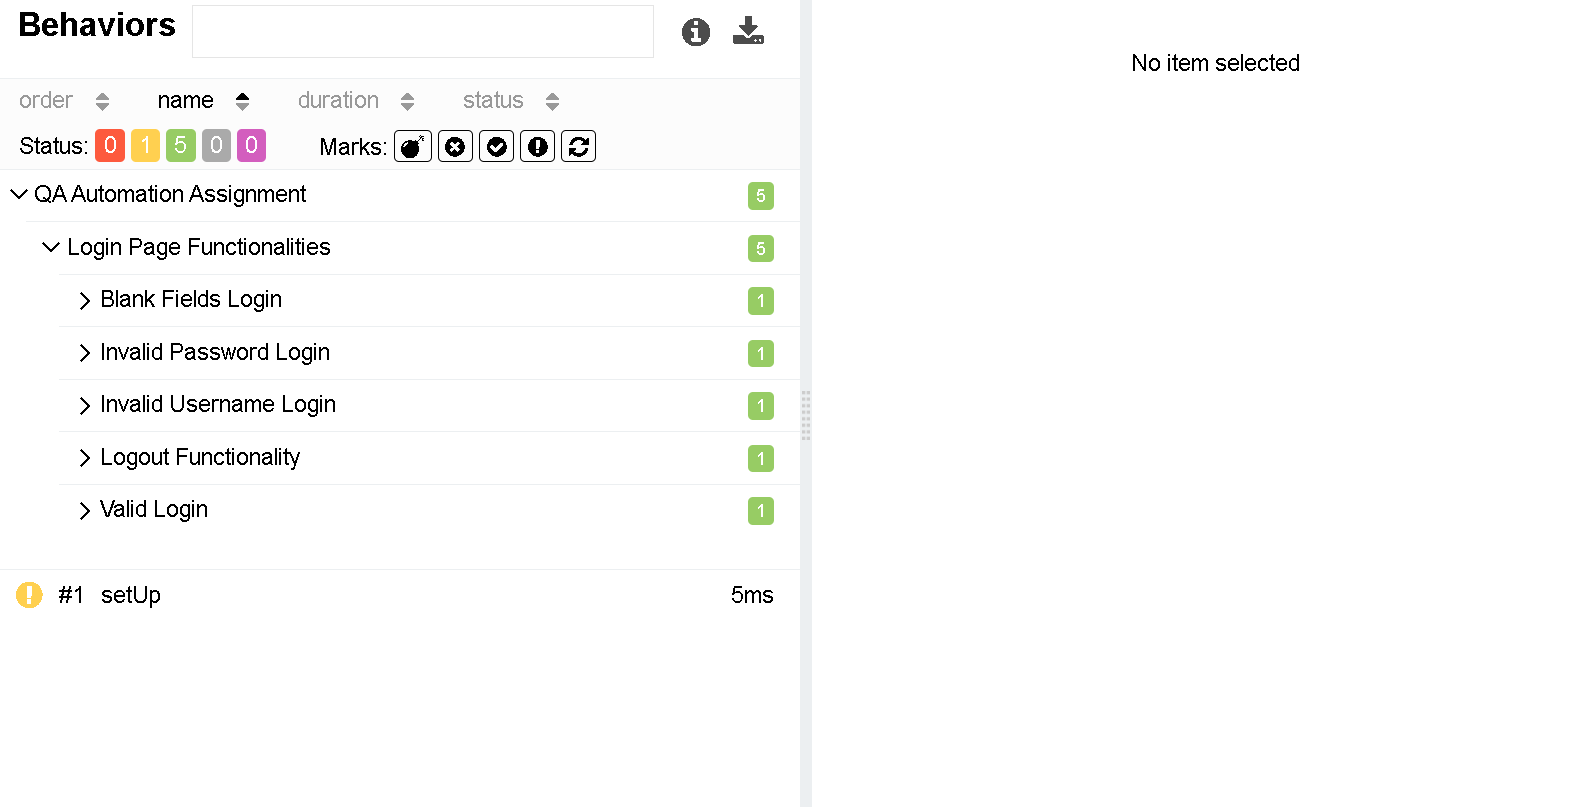 Behaviors
No item selected
order name duration status
Status: 0 1 5 0 0 Marks:
QA Automation Assignment 5
Login Page Functionalities 5
Blank Fields Login 1
Invalid Password Login 1
Invalid Username Login 1
Logout Functionality 1
Valid Login 1
#1 setUp 5ms